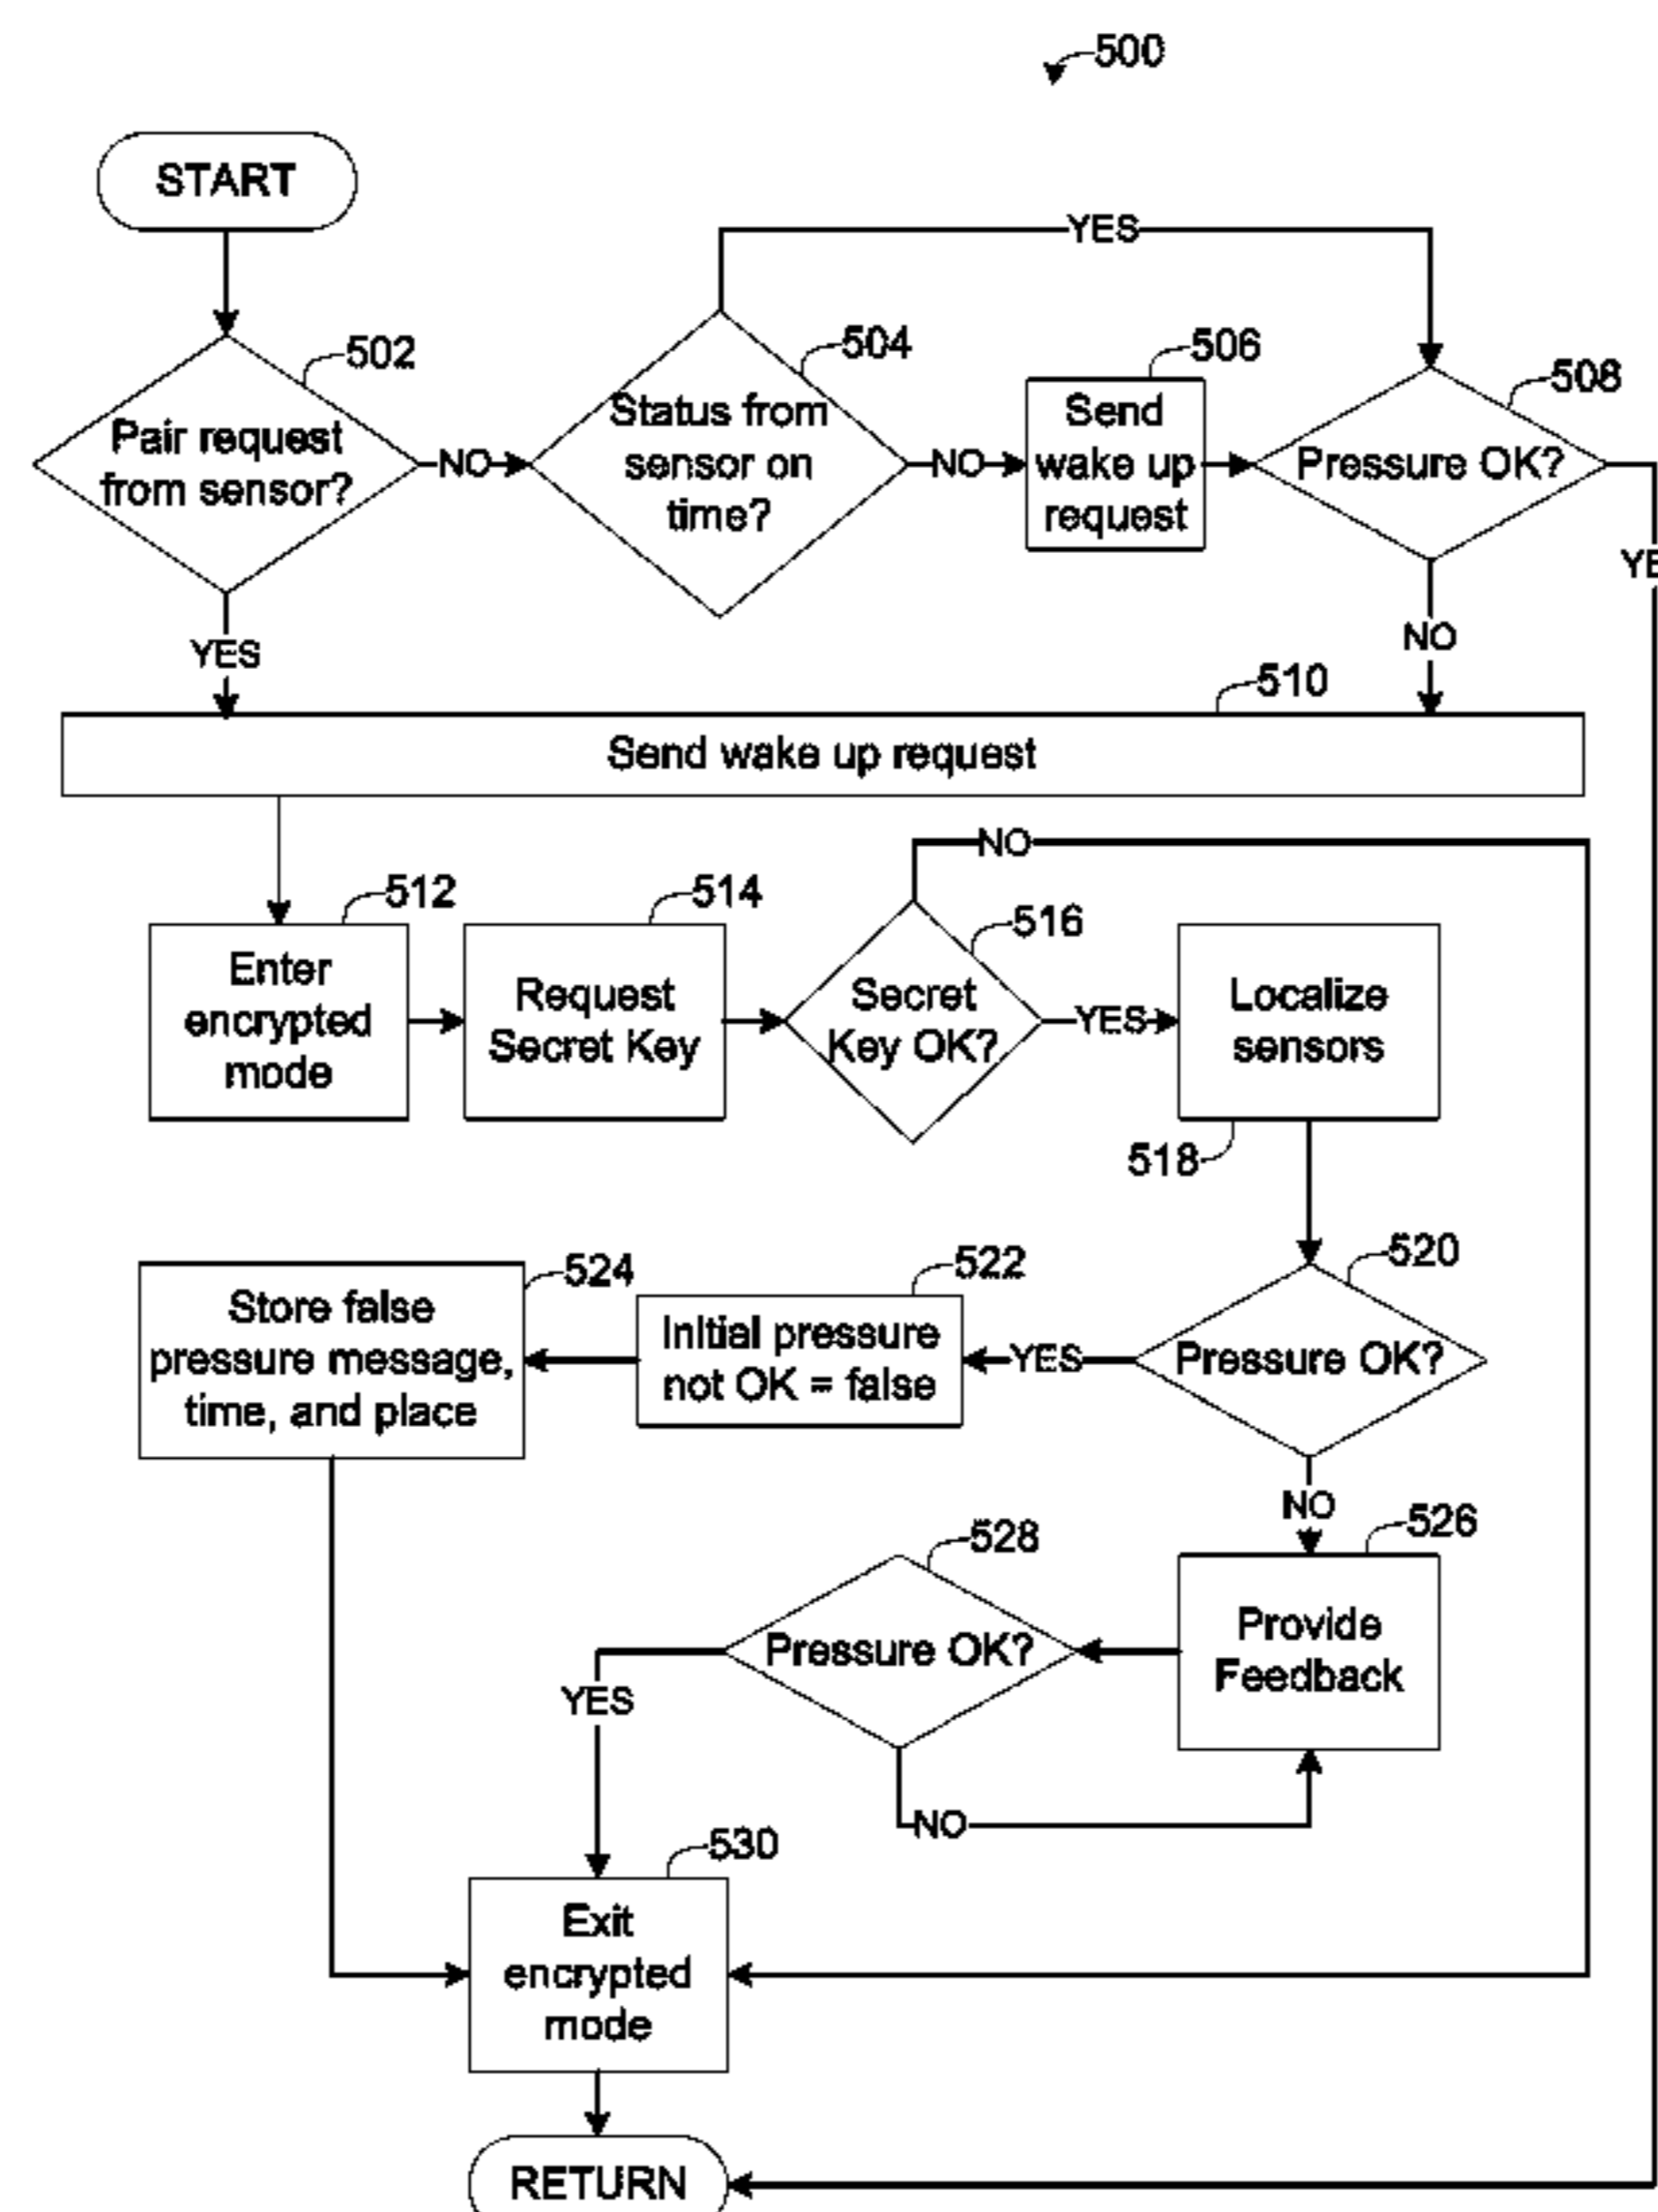 500
START
502
Pair request
from sensor?
NO
YES
504
Status from
sensor on
time?
YES
NO
506
Send
wake up
request
508
Pressure OK?
YE
NO
510
Send wake up request
512
Enter
encrypted
mode
514
Request
Secret Key
516
Secret
Key OK?
NO
YES
Localize
sensors
518
520
Pressure OK?
YES
522
Initial pressure
not OK = false
524
Store false
pressure message,
time, and place
NO
526
Provide
Feedback
528
Pressure OK?
YES
NO
530
Exit
encrypted
mode
RETURN